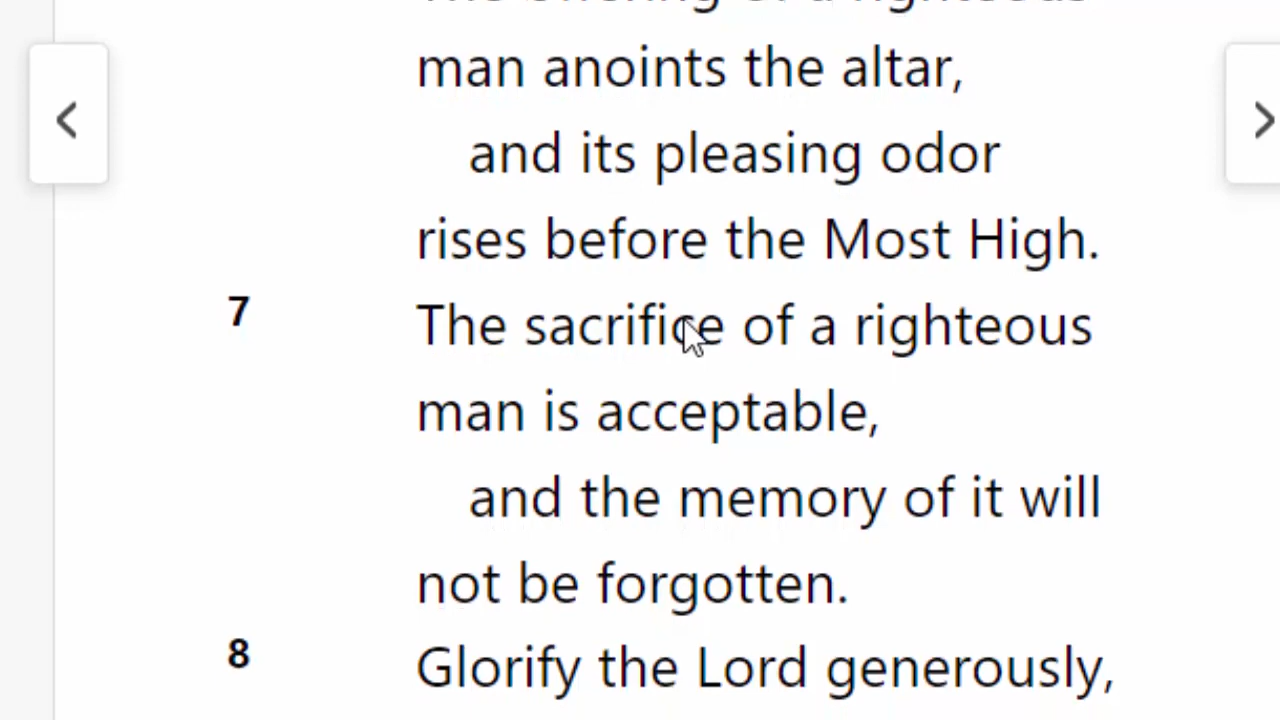 man anoints the altar,
and its pleasing odor
rises before the Most High.
7 The sacrifice of a righteous
man is acceptable,
and the memory of it will
not be forgotten.
8 Glorify the Lord generously,